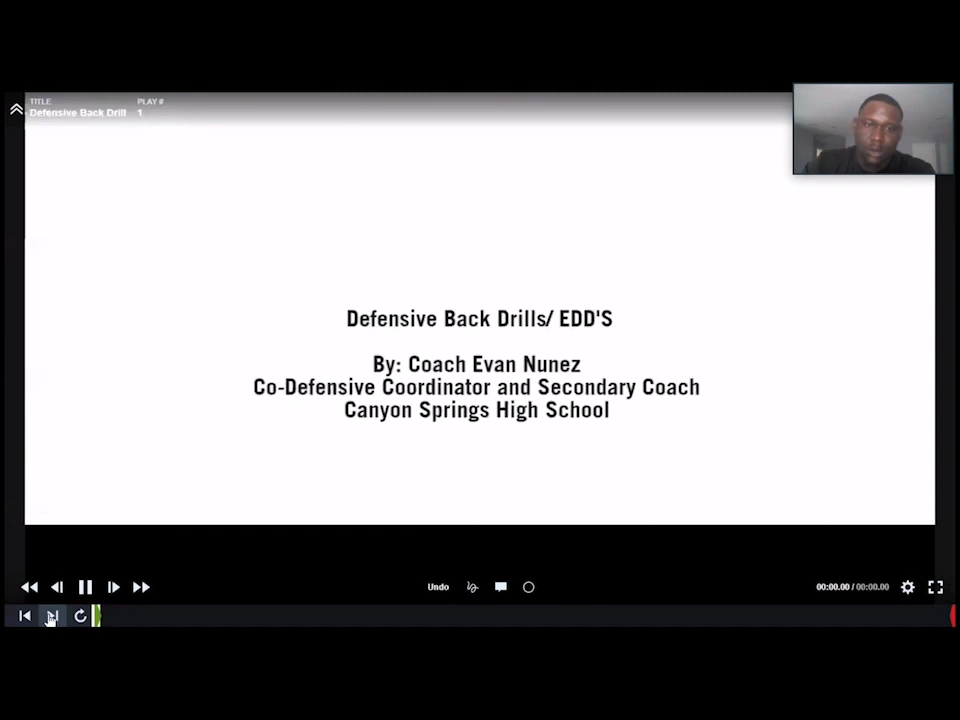 TITLE
PLAY #
Defensive Back Drill
1
Defensive Back Drills/ EDD'S
By: Coach Evan Nunez
Co-Defensive Coordinator and Secondary Coach
Canyon Springs High School
Undo
00:00.00 / 00:00.00